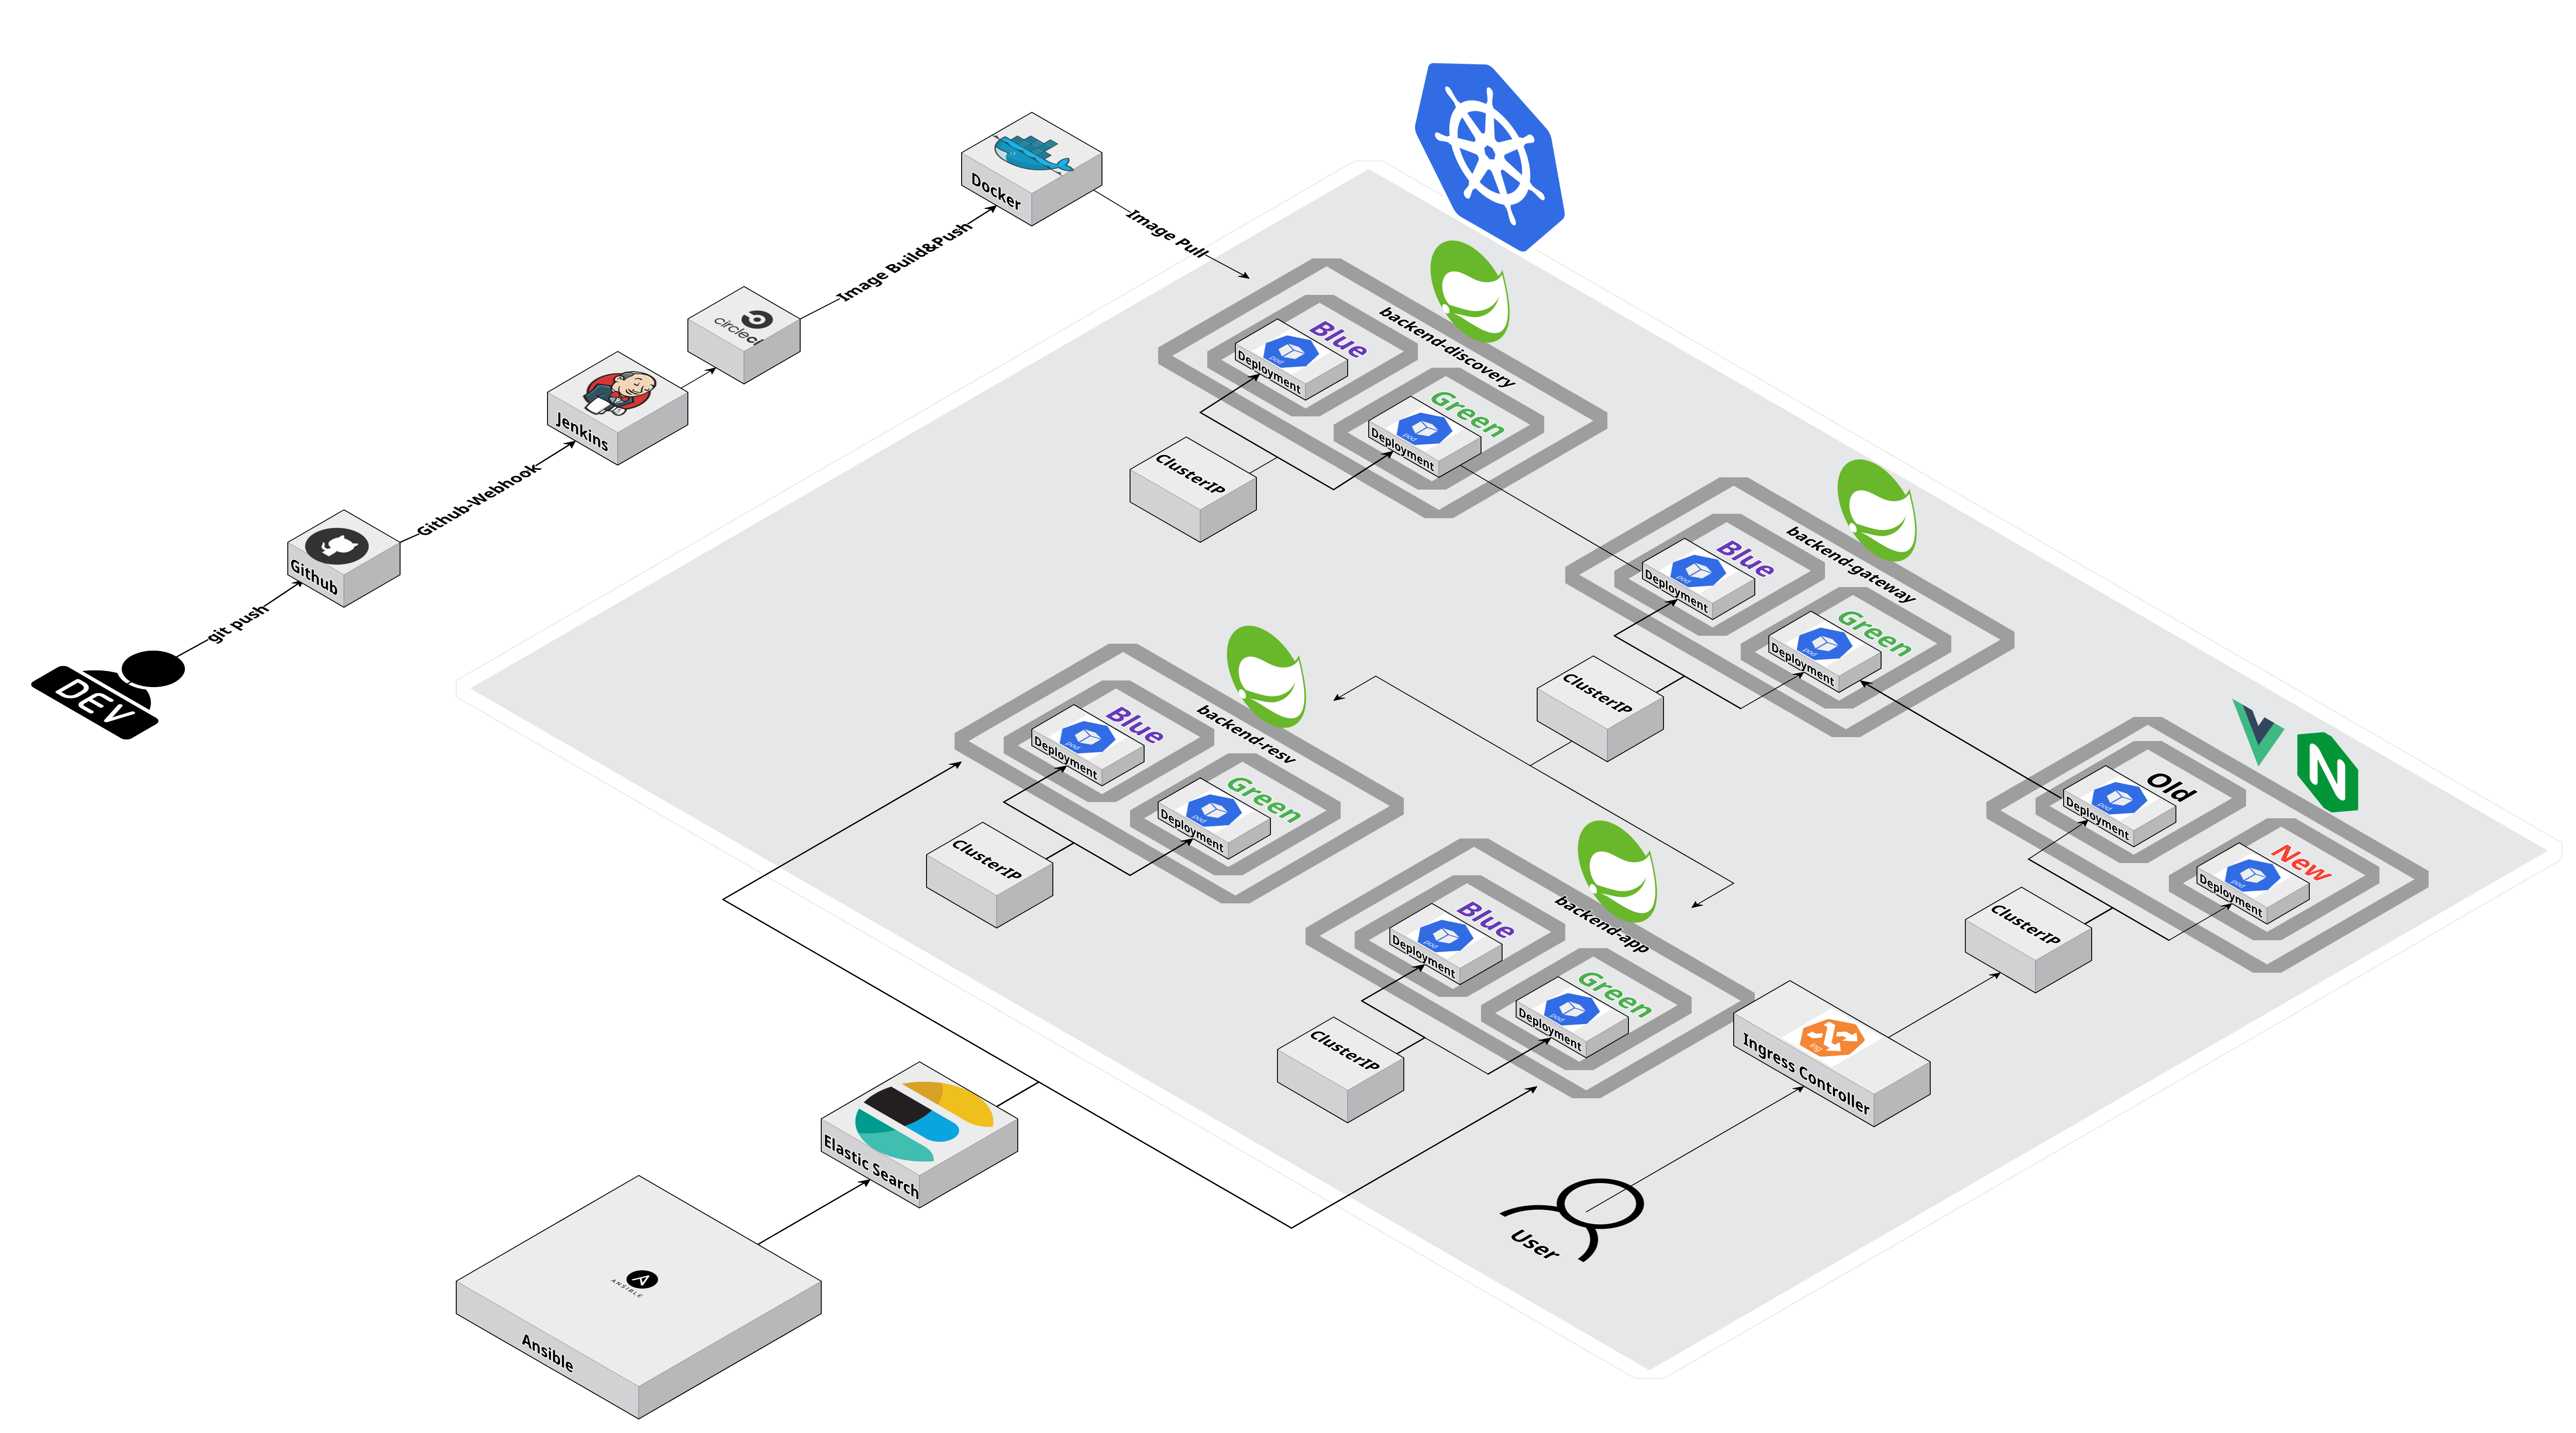 Docker
Image Pull
Image Build&Push
circleci
Jenkins
Github-Webhook
Github
git push
DEV
backend-discovery
Blue
pod
Deployment
Green
pod
Deployment
ClusterIP
backend-gateway
Blue
pod
Deployment
Green
pod
Deployment
ClusterIP
backend-resv
Blue
pod
Deployment
Green
pod
Deployment
ClusterIP
Old
pod
Deployment
New
pod
Deployment
ClusterIP
backend-app
Blue
pod
Deployment
Green
pod
Deployment
ClusterIP
ing
Ingress Controller
Elastic Search
User
A
ANSIBLE
Ansible